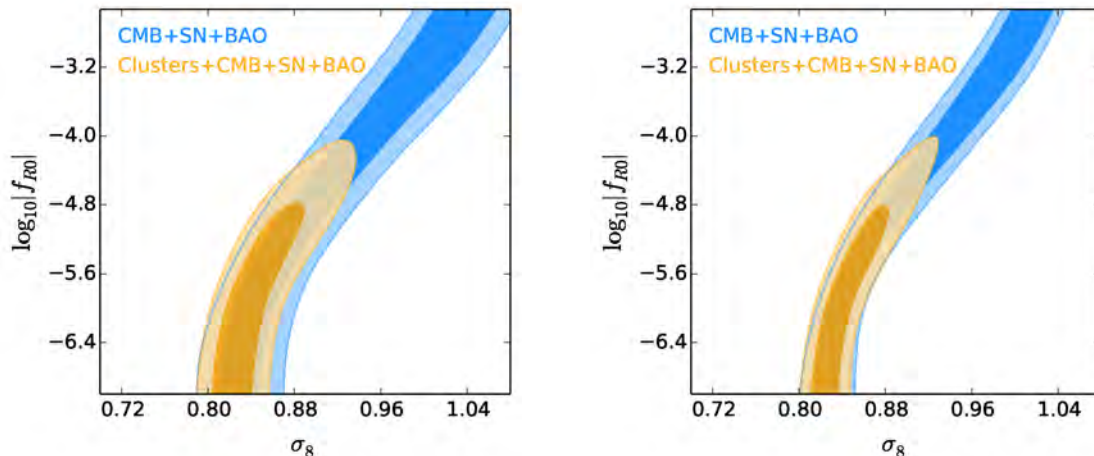 CMB+SN+BAO
Clusters+CMB+SN+BAO
−3.2
−4.0
−4.8
−5.6
−6.4
log₁₀|f_R0|
0.72 0.80 0.88 0.96 1.04
σ₈
CMB+SN+BAO
Clusters+CMB+SN+BAO
−3.2
−4.0
−4.8
−5.6
−6.4
log₁₀|f_R0|
0.72 0.80 0.88 0.96 1.04
σ₈